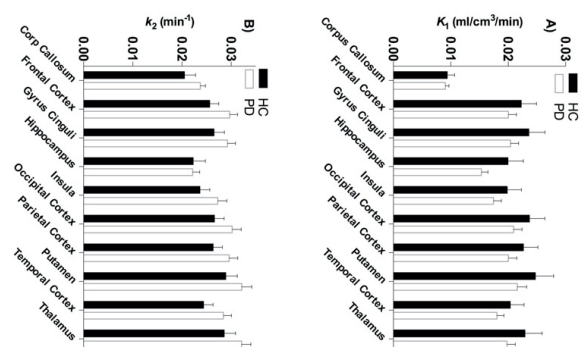 A)
K₁ (ml/cm³/min)
0.03
0.02
0.01
0.00
HC
PD
Corpus Callosum
Frontal Cortex
Gyrus Cinguli
Hippocampus
Insula
Occipital Cortex
Parietal Cortex
Putamen
Temporal Cortex
Thalamus
B)
k₂ (min⁻¹)
0.03
0.02
0.01
0.00
HC
PD
Corp Callosum
Frontal Cortex
Gyrus Cinguli
Hippocampus
Insula
Occipital Cortex
Parietal Cortex
Putamen
Temporal Cortex
Thalamus